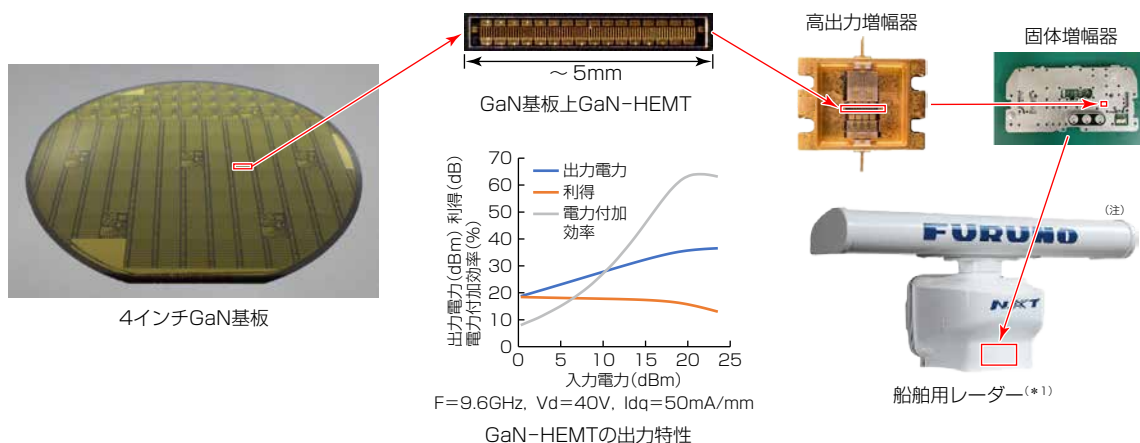 4インチGaN基板
~5mm
GaN基板上GaN-HEMT
高出力増幅器
固体増幅器
出力電力(dBm) 利得(dB)
電力付加効率(%)
70
60
50
40
30
20
10
0
出力電力
利得
電力付加
効率
0
5
10
15
20
25
入力電力(dBm)
F=9.6GHz, Vd=40V, Idq=50mA/mm
GaN-HEMTの出力特性
(注)
FURUNO
NXT
船舶用レーダー(*1)